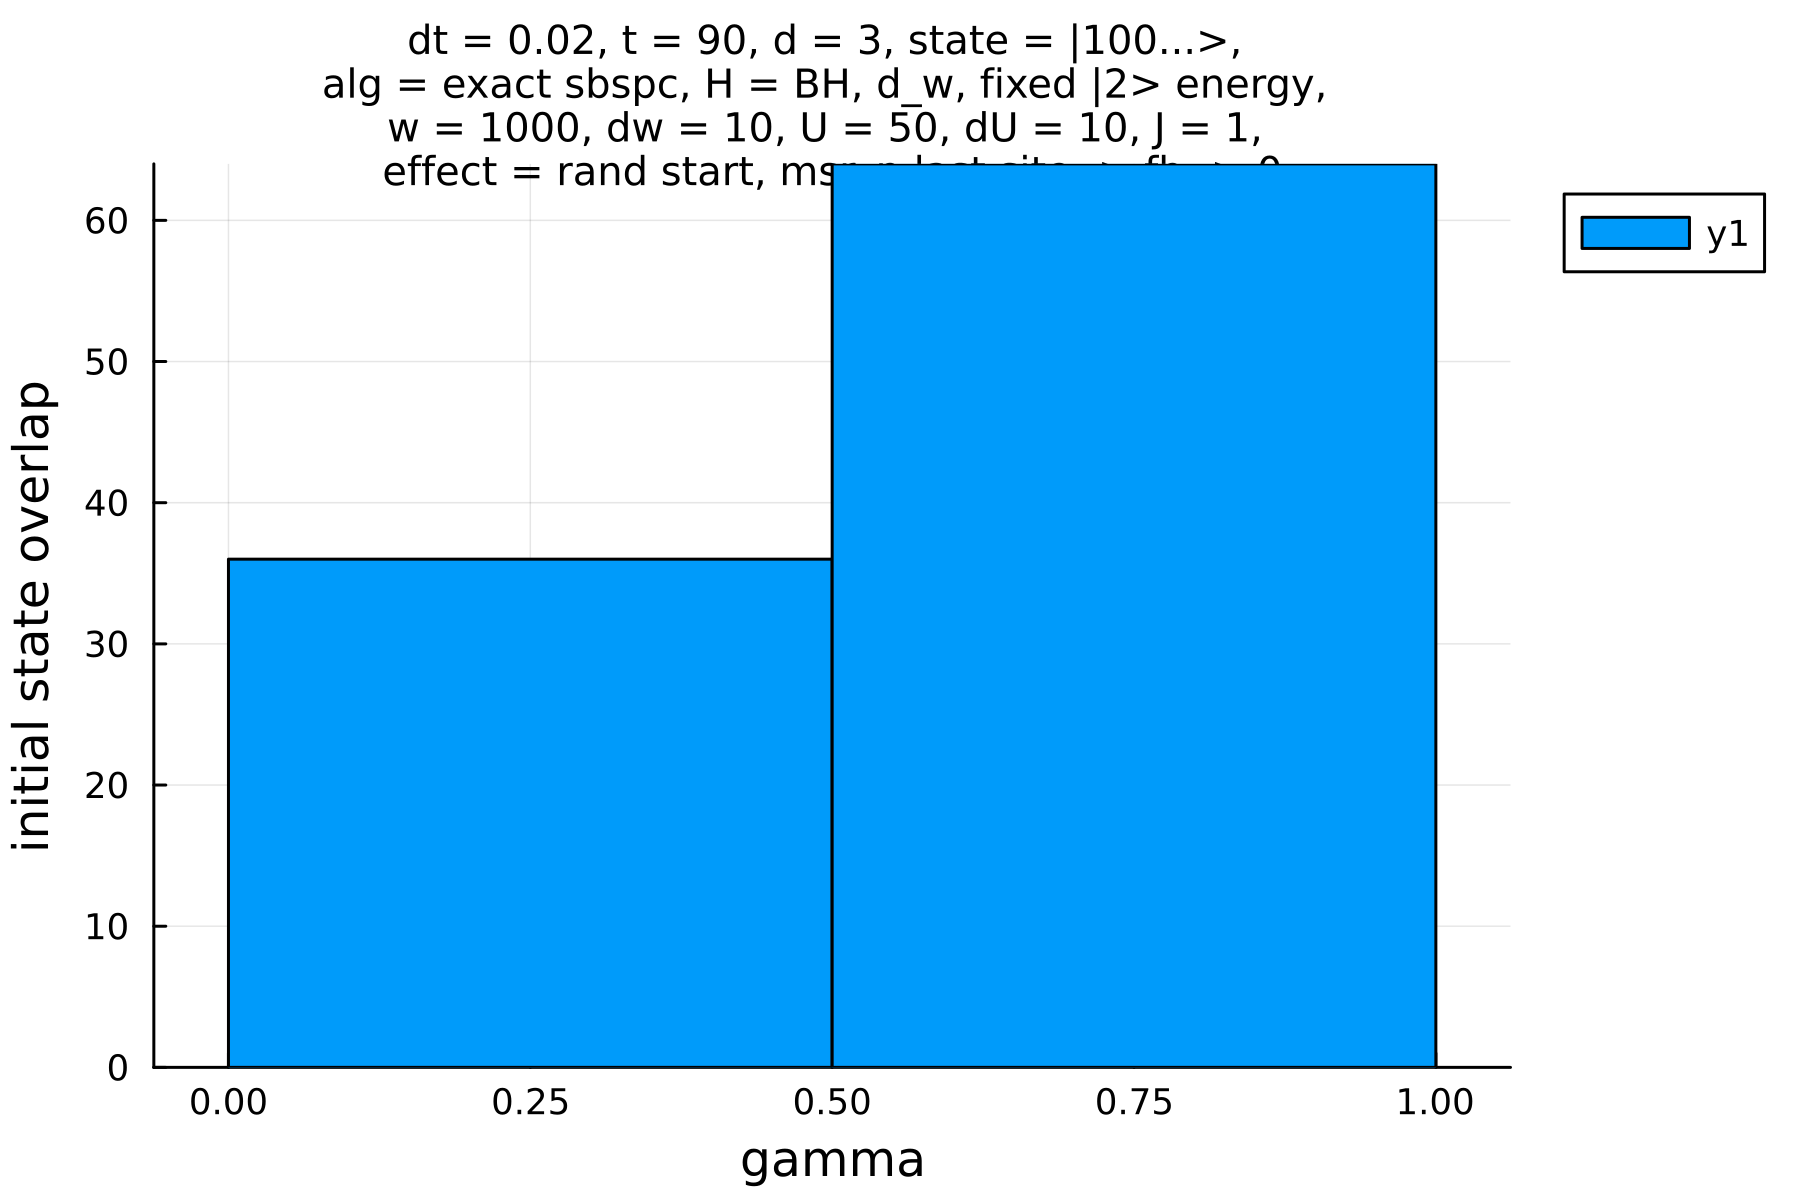 dt = 0.02, t = 90, d = 3, state = |100...>,
alg = exact sbspc, H = BH, d_w, fixed |2> energy,
w = 1000, dw = 10, U = 50, dU = 10, J = 1,
effect = rand start,
60
50
40
30
20
10
0
initial state overlap
0.00 0.25 0.50 0.75 1.00
gamma
y1